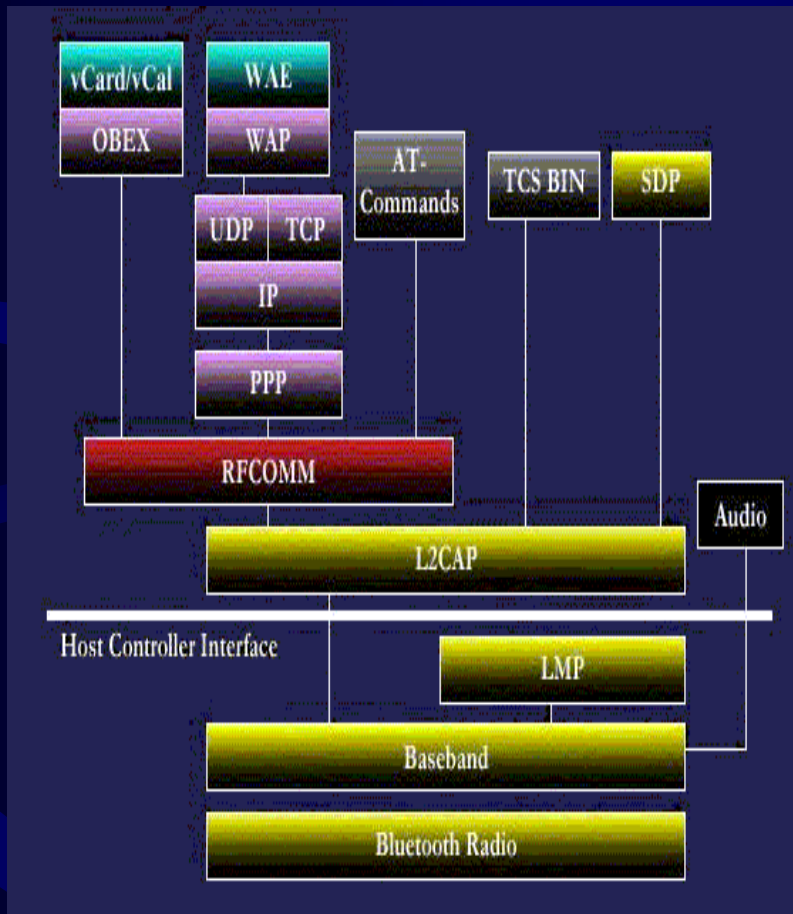 vCard/vCal
OBEX
WAE
WAP
UDP TCP
IP
PPP
AT-
Commands
TCS BIN
SDP
RFCOMM
L2CAP
Audio
Host Controller Interface
LMP
Baseband
Bluetooth Radio